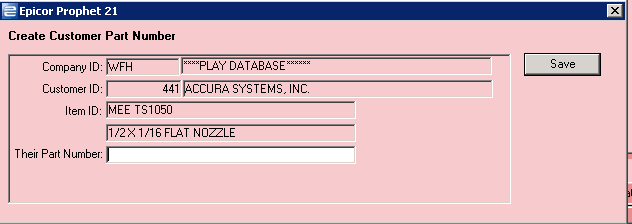 Epicor Prophet 21
Create Customer Part Number
Company ID: WFH ****PLAY DATABASE******
Save
Customer ID: 441 ACCURA SYSTEMS, INC.
Item ID: MEE TS1050
1/2 X 1/16 FLAT NOZZLE
Their Part Number: